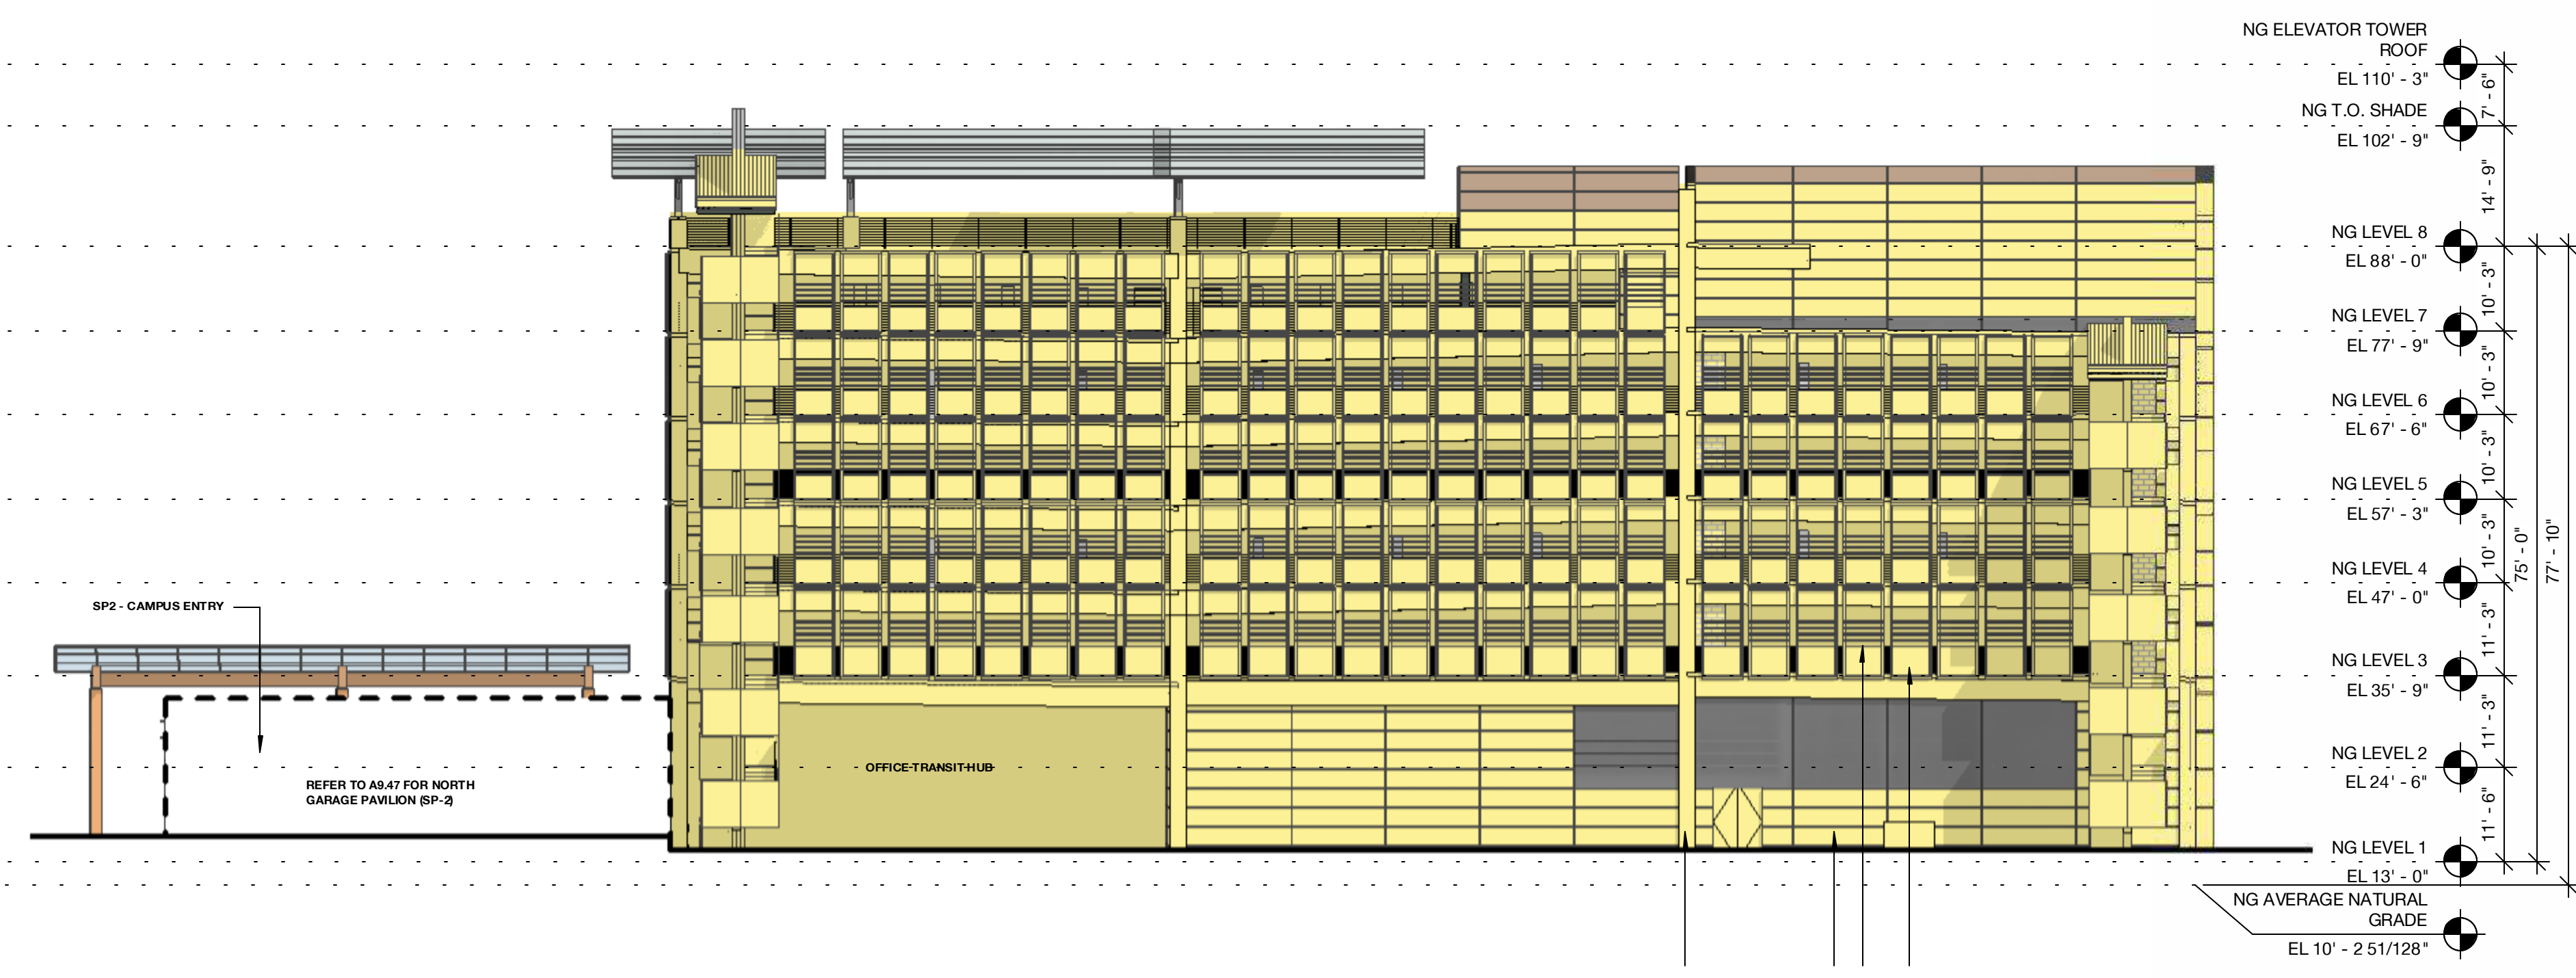 NG ELEVATOR TOWER
ROOF
EL 110' - 3"
7' - 6"
NG T.O. SHADE
EL 102' - 9"
14' - 9"
NG LEVEL 8
EL 88' - 0"
10' - 3"
NG LEVEL 7
EL 77' - 9"
10' - 3"
NG LEVEL 6
EL 67' - 6"
10' - 3"
NG LEVEL 5
EL 57' - 3"
10' - 3"
75' - 0"
77' - 10"
NG LEVEL 4
EL 47' - 0"
11' - 3"
SP2 - CAMPUS ENTRY
NG LEVEL 3
EL 35' - 9"
11' - 3"
OFFICE-TRANSIT-HUB
NG LEVEL 2
EL 24' - 6"
REFER TO A9.47 FOR NORTH
GARAGE PAVILION (SP-2)
11' - 6"
NG LEVEL 1
EL 13' - 0"
NG AVERAGE NATURAL
GRADE
EL 10' - 2 51/128"